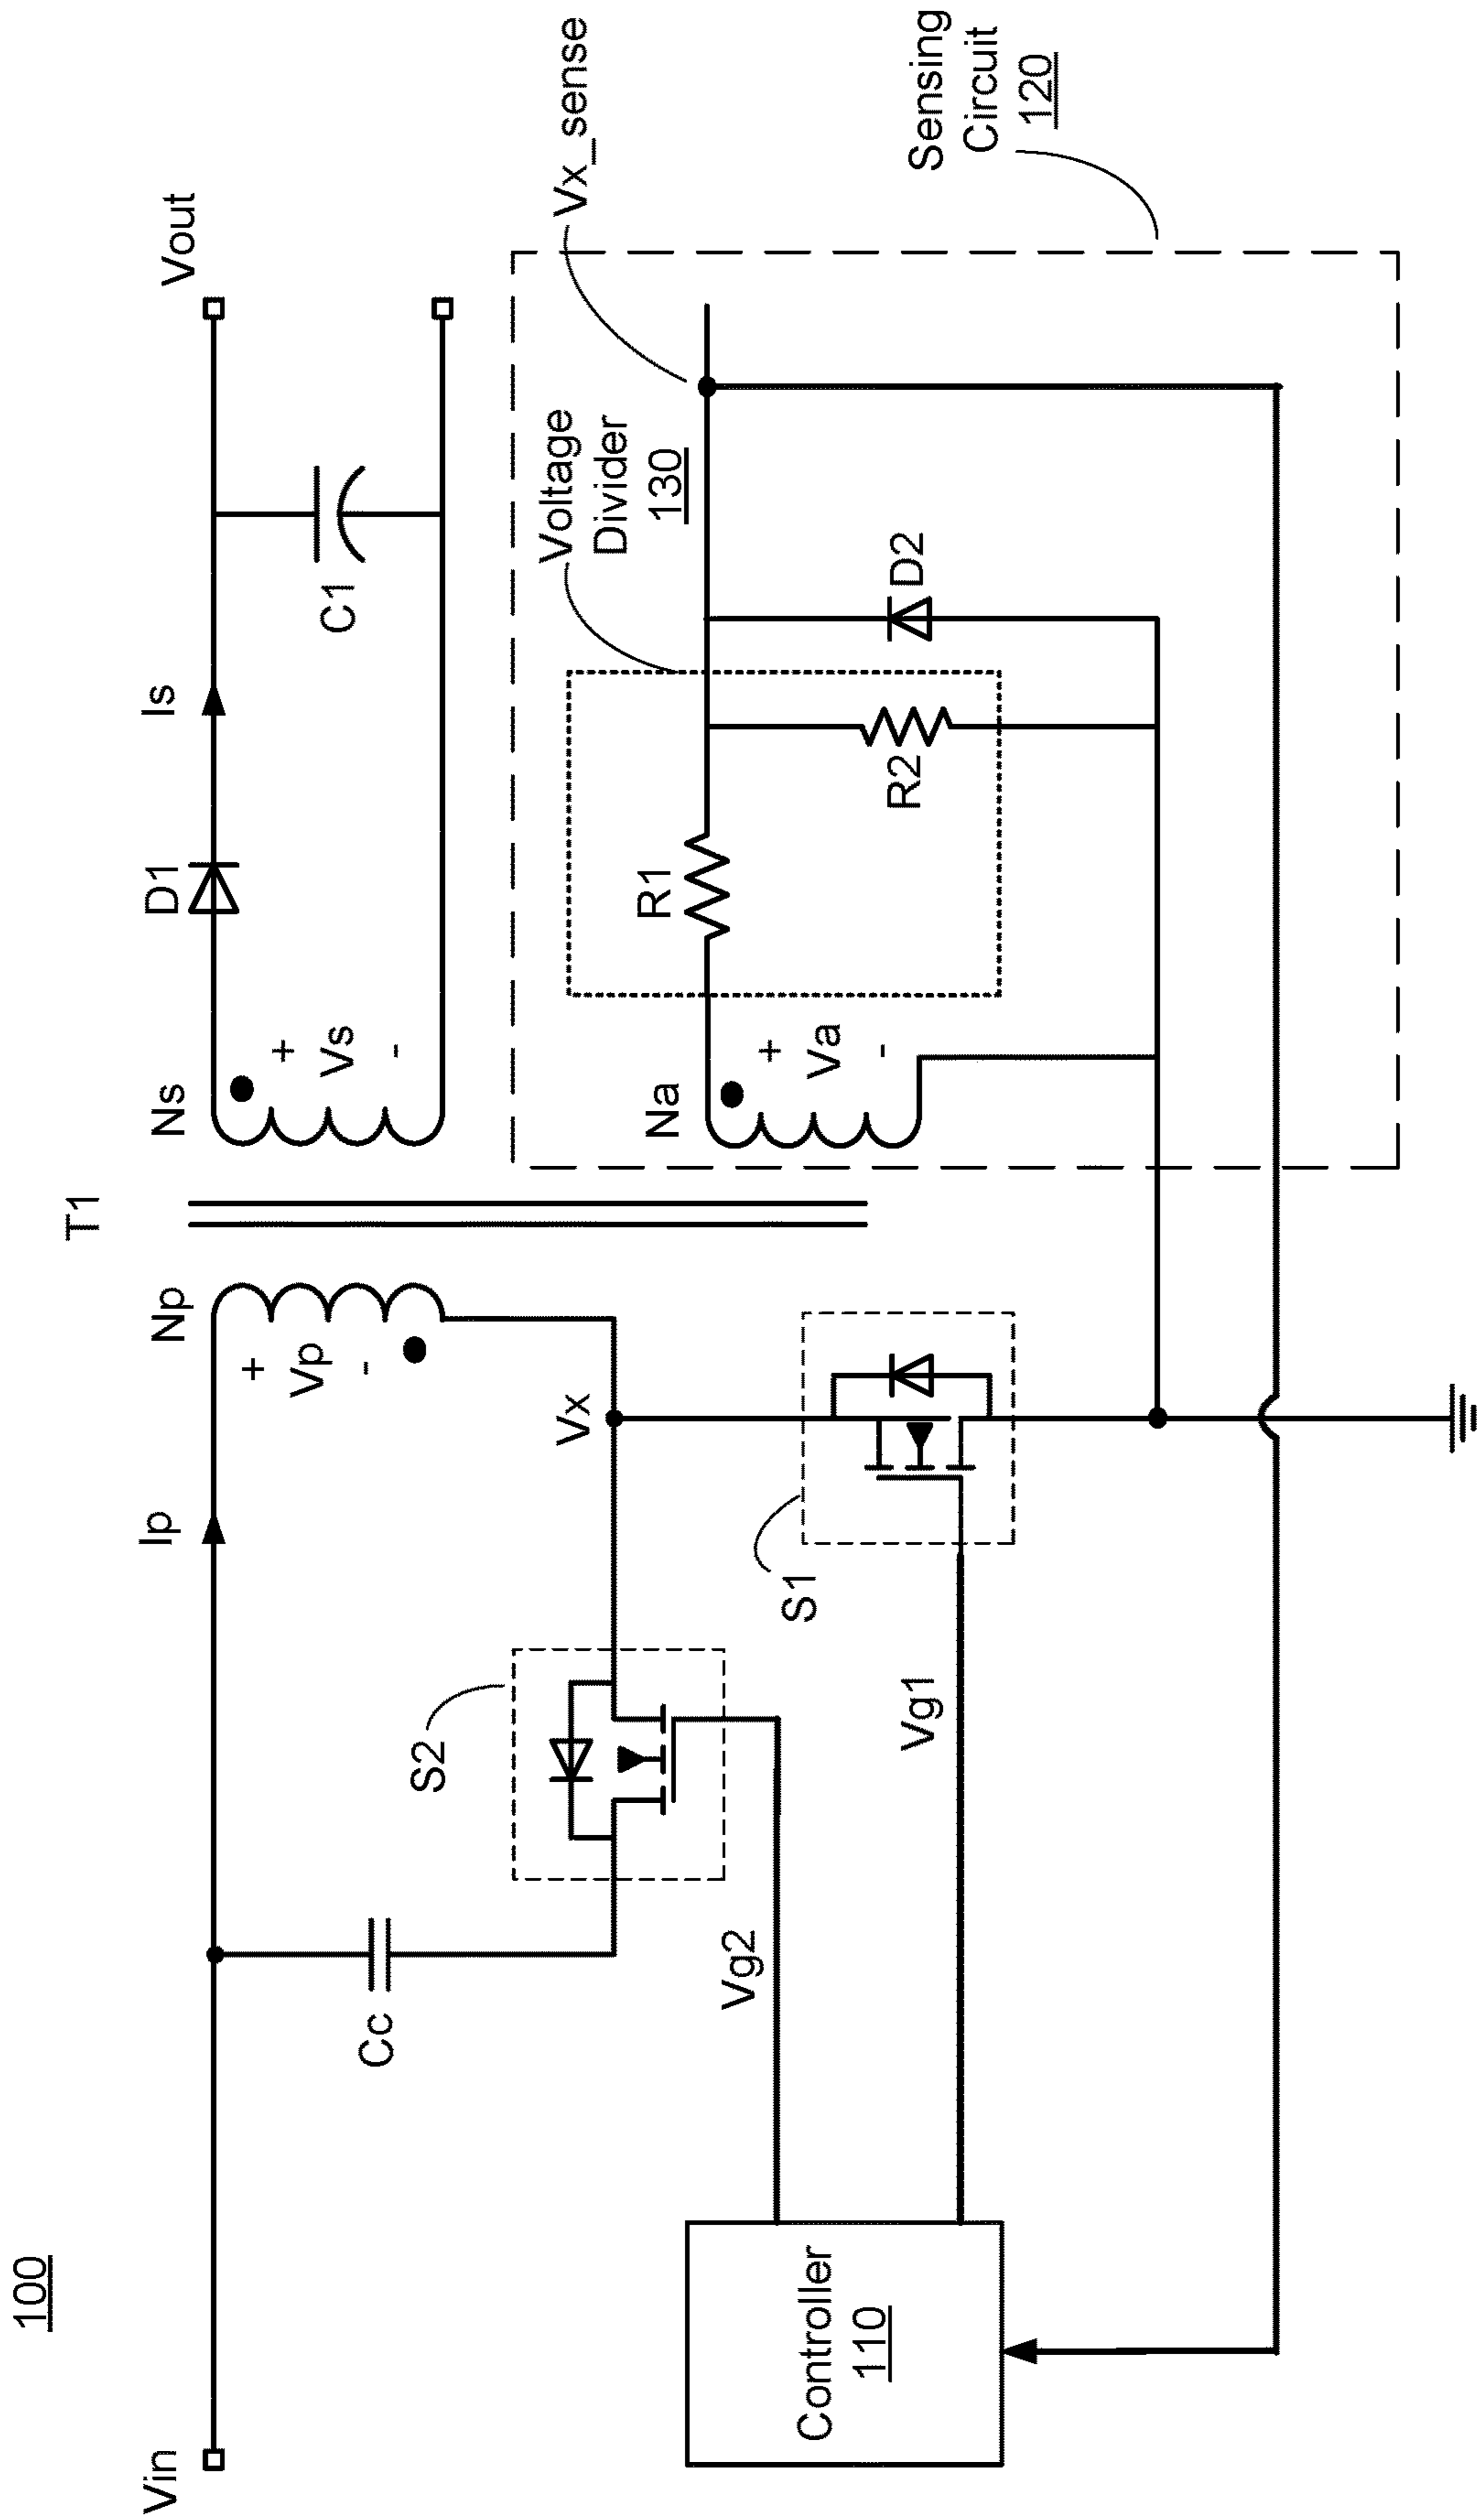 100
T1
Vin
Ip
Np
+
Vp
-
Ns
+
Vs
-
D1
Is
Vout
C1
Cc
S2
Vx
Vx_sense
Na
+
Va
-
R1
Voltage
Divider
130
R2
D2
Sensing
Circuit
120
Vg2
S1
Vg1
Controller
110